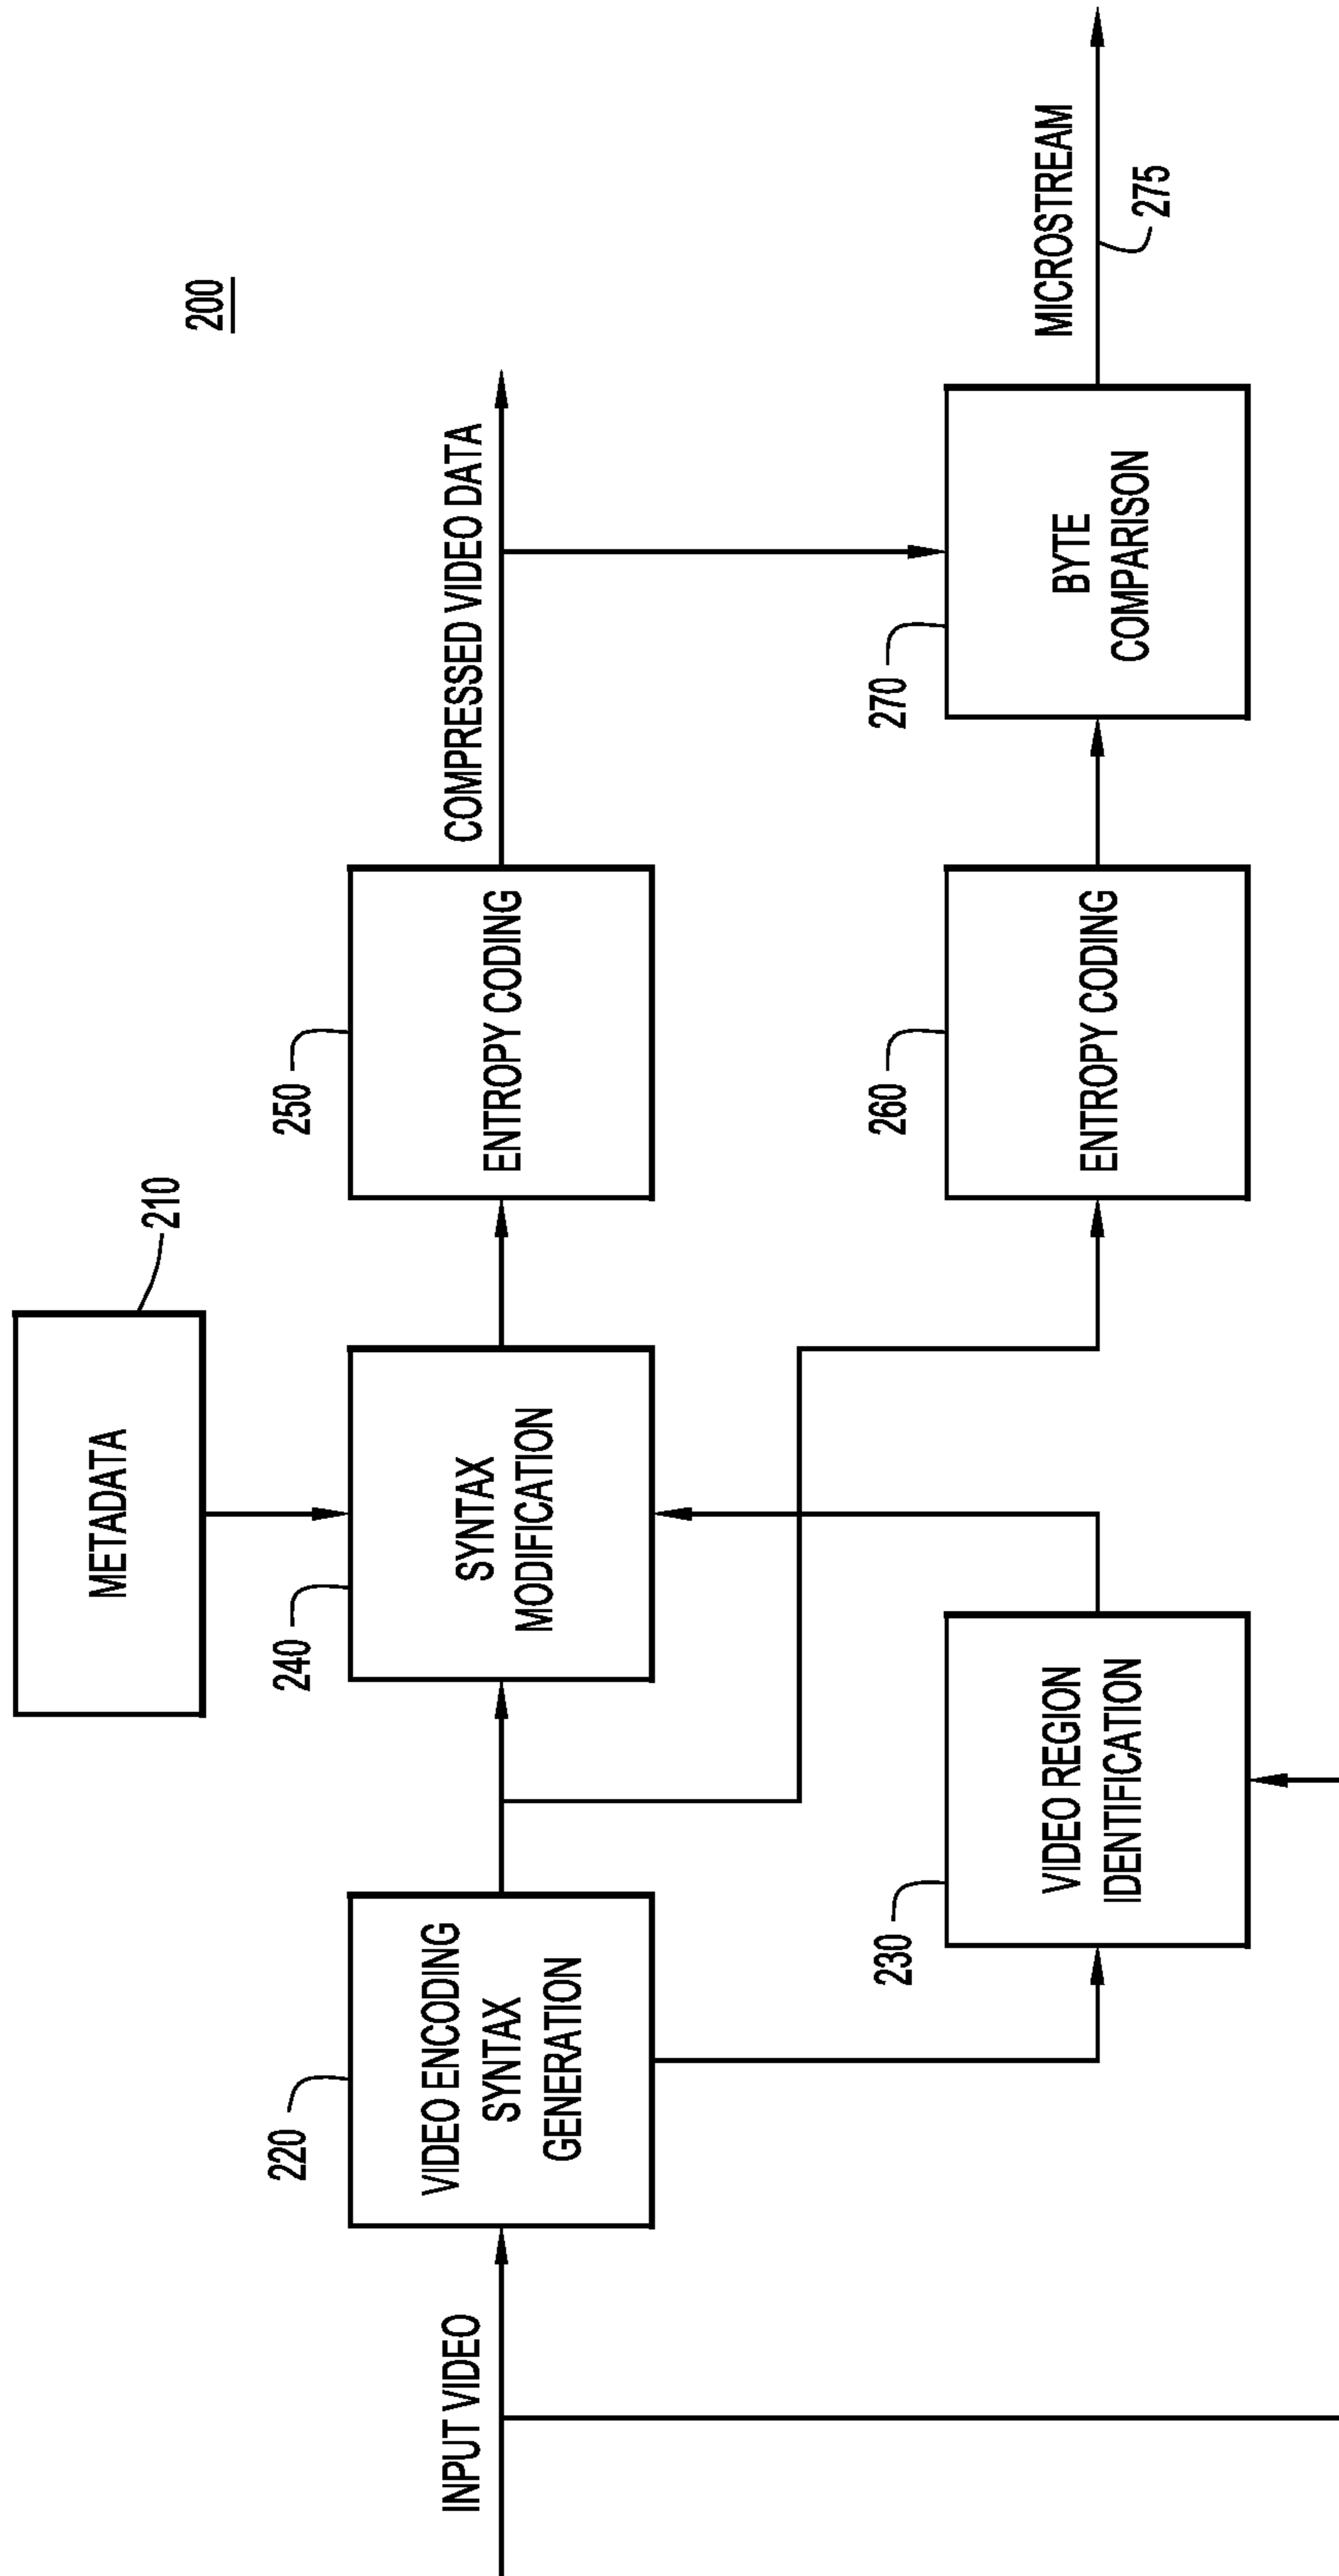 200
METADATA
210
INPUT VIDEO
220
VIDEO ENCODING
SYNTAX
GENERATION
240
SYNTAX
MODIFICATION
250
ENTROPY CODING
COMPRESSED VIDEO DATA
230
VIDEO REGION
IDENTIFICATION
260
ENTROPY CODING
270
BYTE
COMPARISON
MICROSTREAM
275